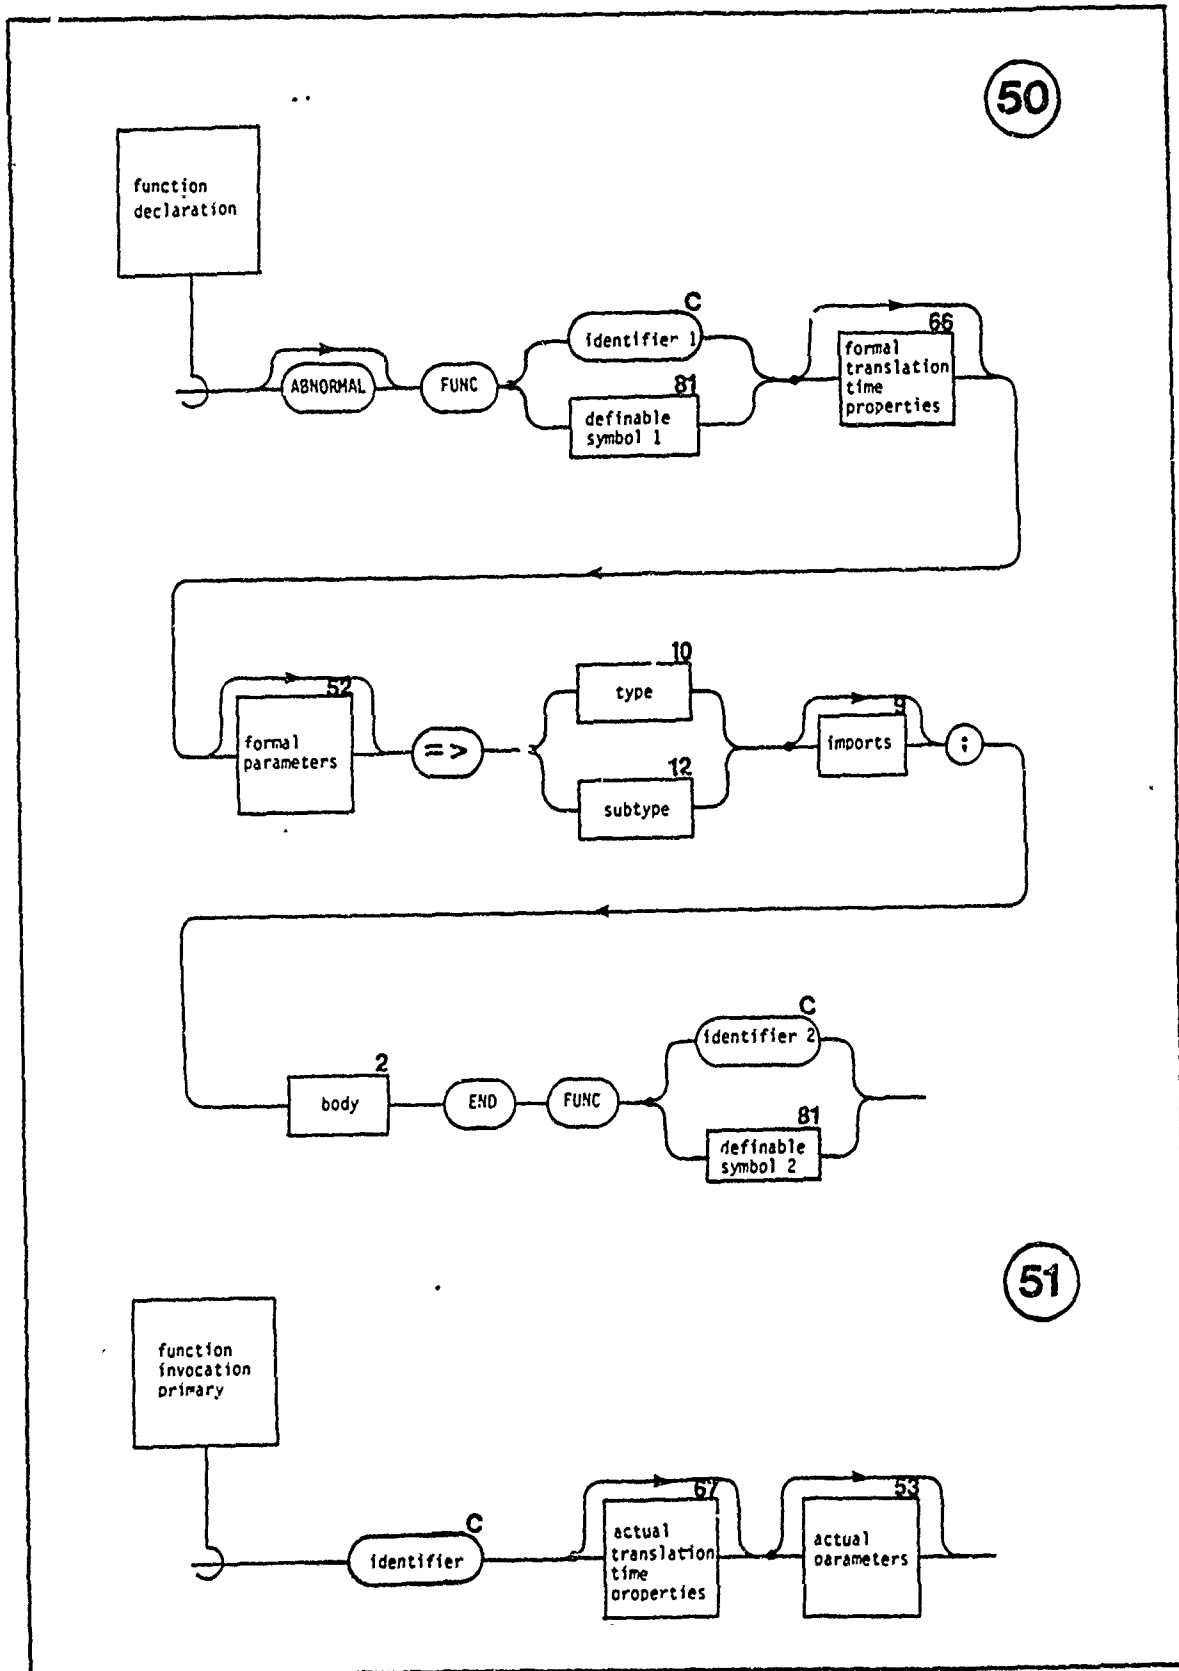 50
function
declaration
C
identifier 1
66
formal
translation
time
properties
ABNORMAL
FUNC
81
definable
symbol 1
10
type
52
formal
parameters
=>
9
imports
;
12
subtype
C
identifier 2
2
body
END
FUNC
81
definable
symbol 2
51
function
invocation
primary
C
identifier
67
actual
translation
time
properties
53
actual
parameters